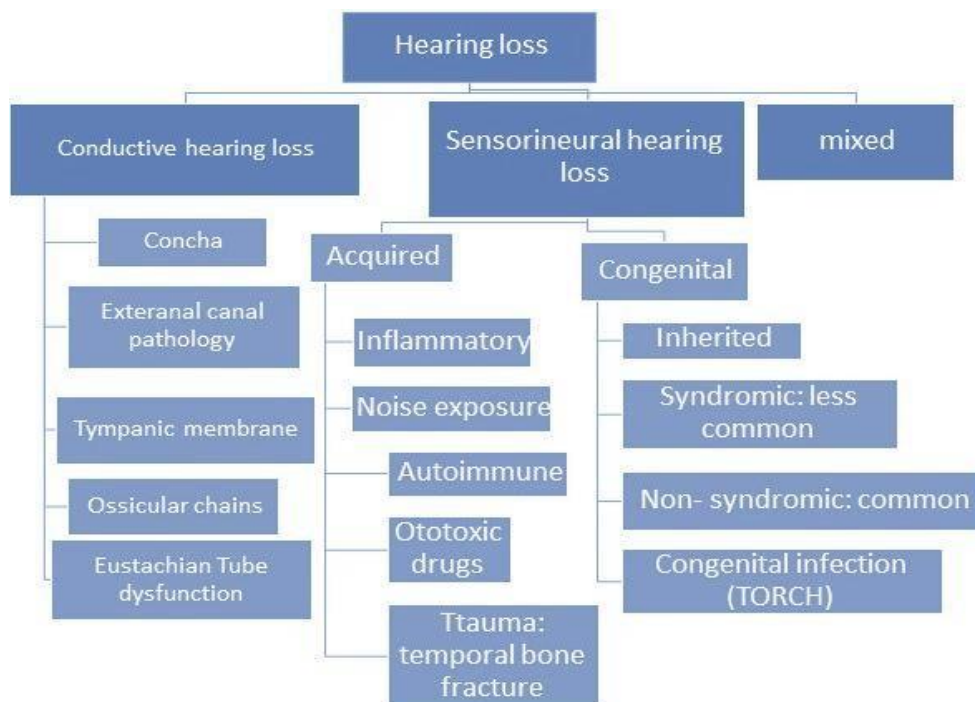 Hearing loss
Conductive hearing loss
Sensorineural hearing
loss
mixed
Concha
Exteranal canal
pathology
Tympanic membrane
Ossicular chains
Eustachian Tube
dysfunction
Acquired
Inflammatory
Noise exposure
Autoimmune
Ototoxic
drugs
Ttauma:
temporal bone
fracture
Congenital
Inherited
Syndromic: less
common
Non- syndromic: common
Congenital infection
(TORCH)